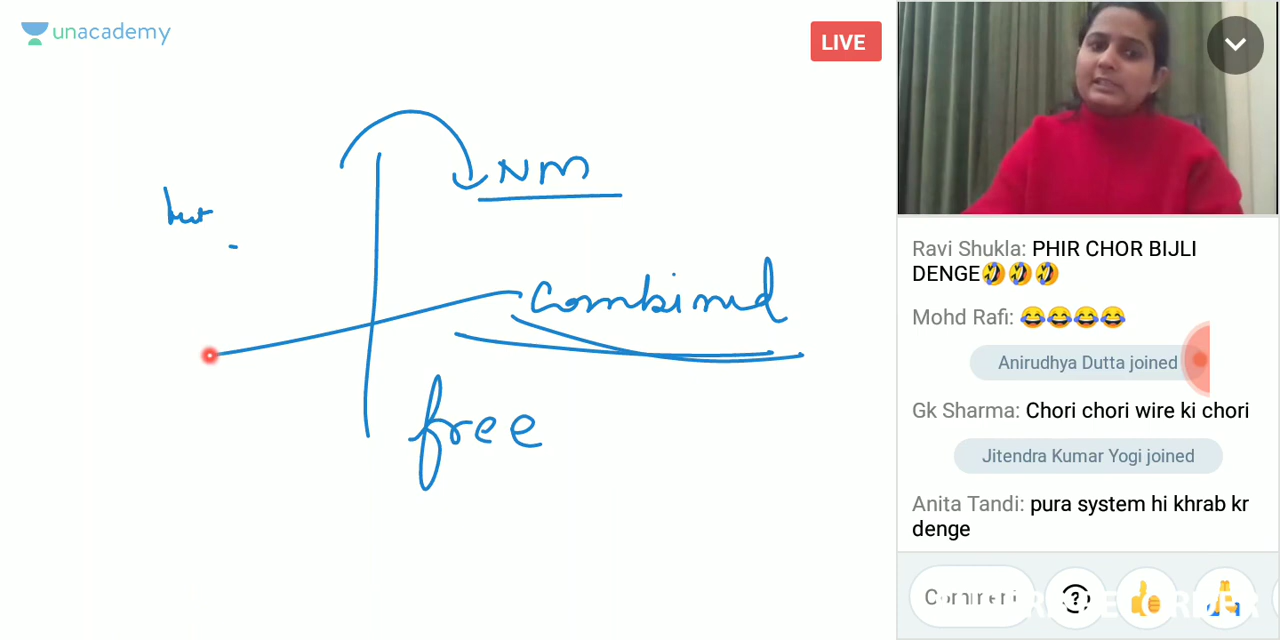 unacademy
LIVE
NM
but
Combined
free
Ravi Shukla: PHIR CHOR BIJLI
DENGE🤣🤣🤣
Mohd Rafi: 😂😂😂😂
Anirudhya Dutta joined
Gk Sharma: Chori chori wire ki chori
Jitendra Kumar Yogi joined
Anita Tandi: pura system hi khrab kr
denge